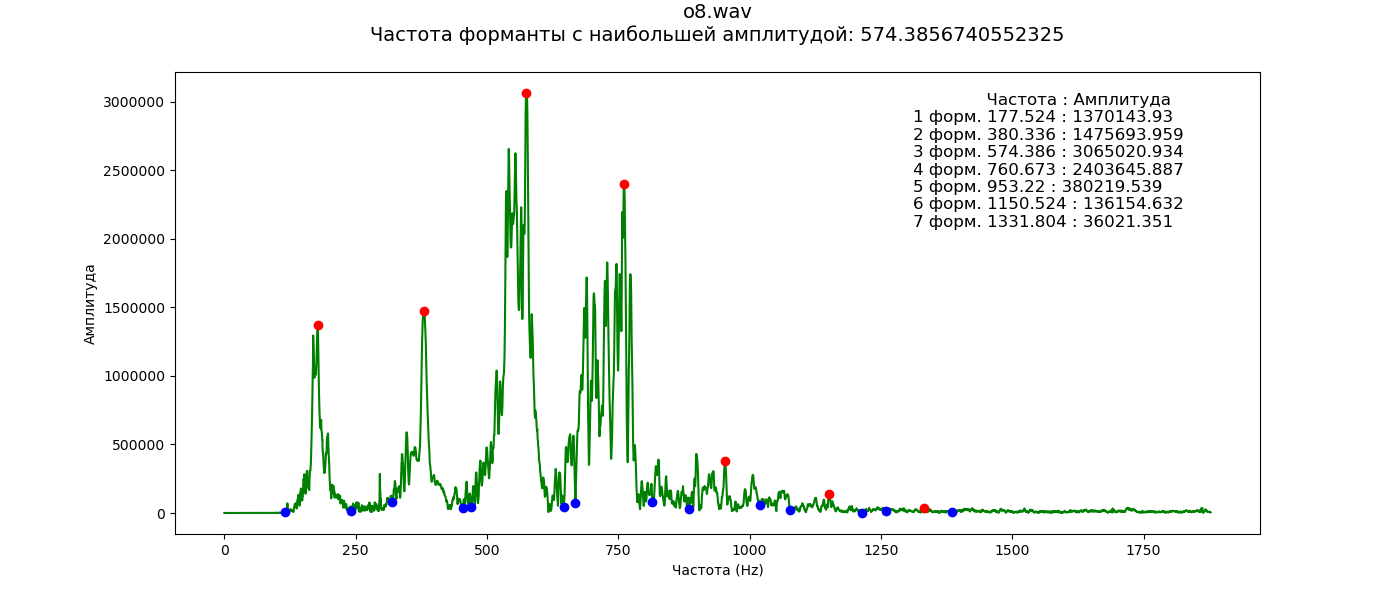 o8.wav
Частота форманты с наибольшей амплитудой: 574.3856740552325
Частота : Амплитуда
1 форм. 177.524 : 1370143.93
2 форм. 380.336 : 1475693.959
3 форм. 574.386 : 3065020.934
4 форм. 760.673 : 2403645.887
5 форм. 953.22 : 380219.539
6 форм. 1150.524 : 136154.632
7 форм. 1331.804 : 36021.351
Амплитуда
3000000
2500000
2000000
1500000
1000000
500000
0
0 250 500 750 1000 1250 1500 1750
Частота (Hz)